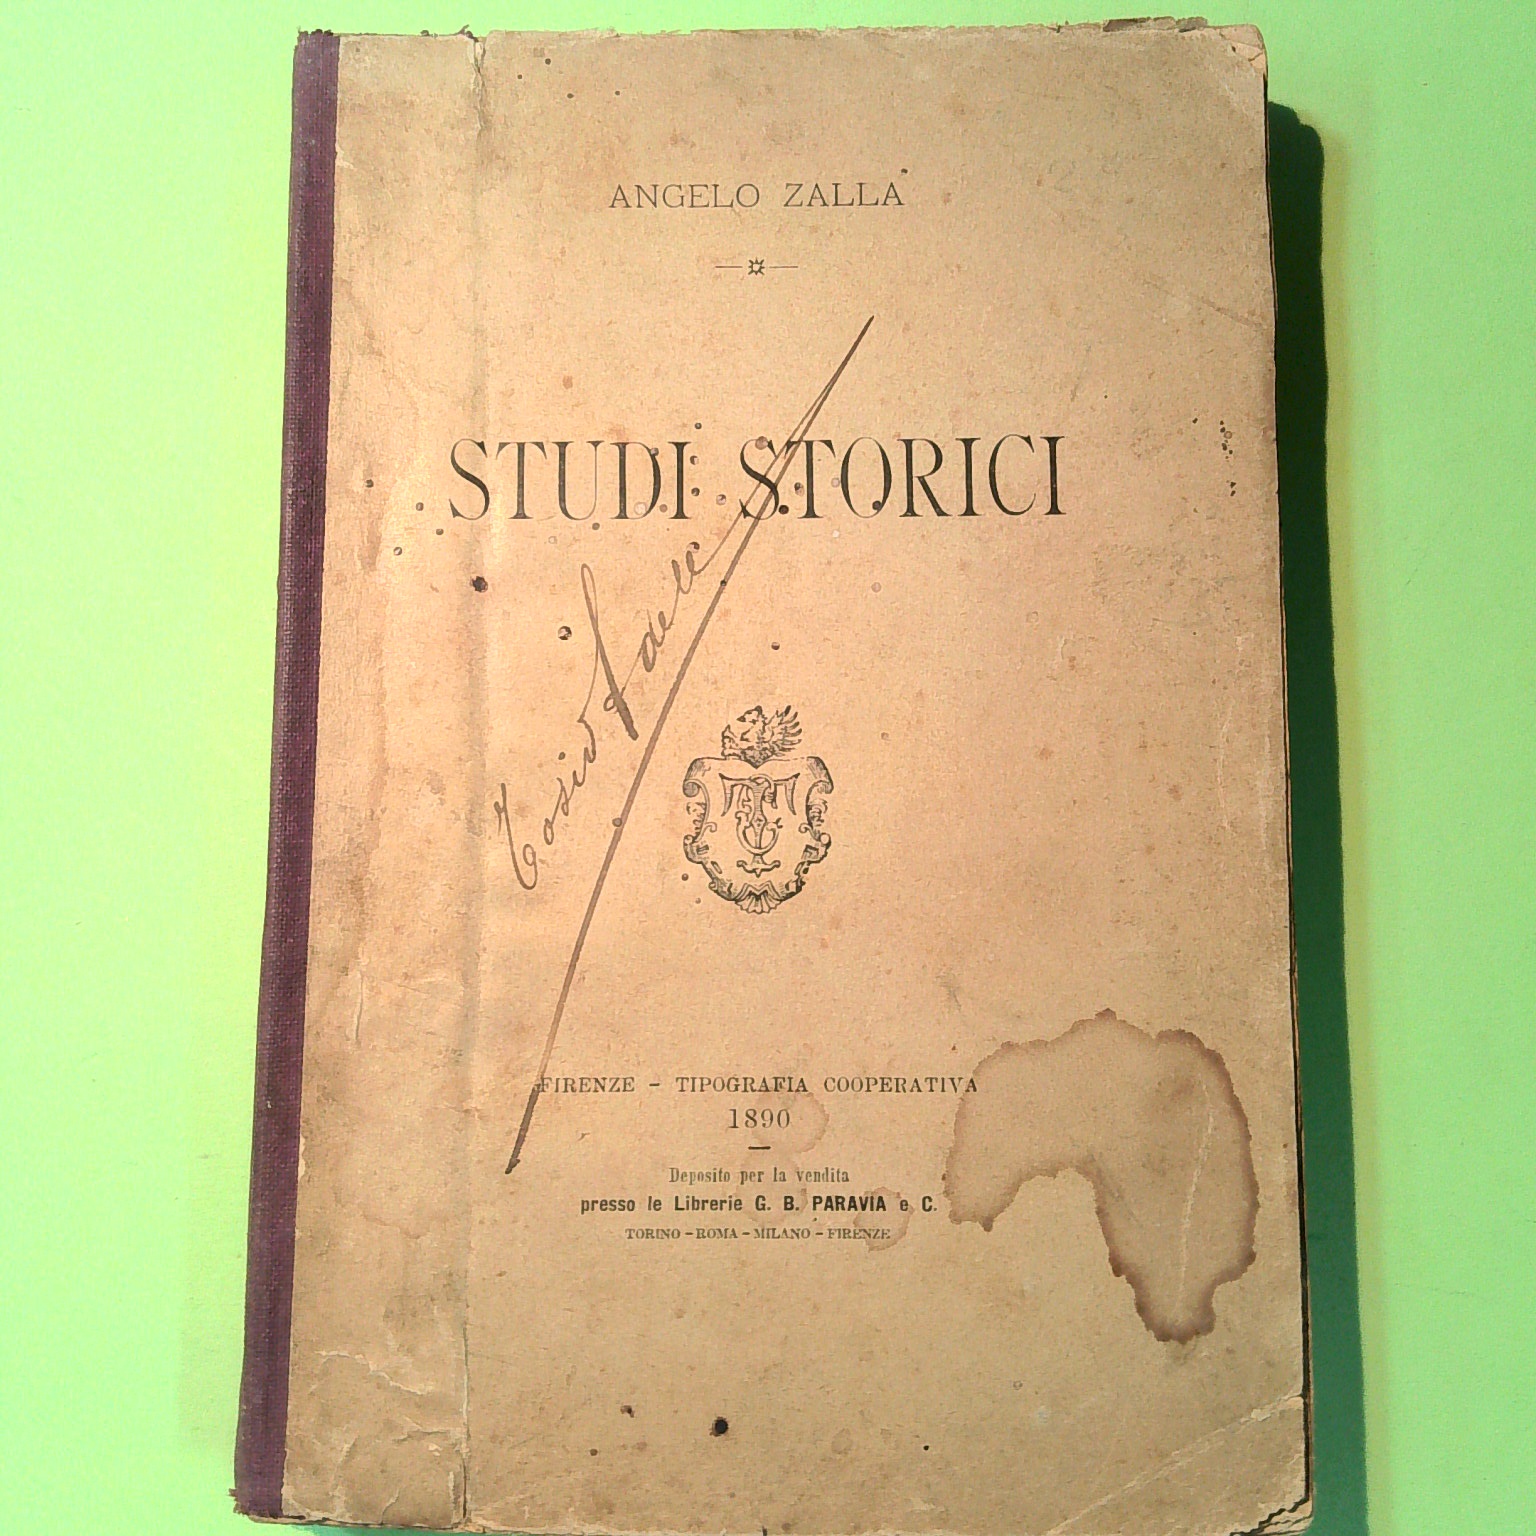 ANGELO ZALLA
STUDI STORICI
FIRENZE - TIPOGRAFIA COOPERATIVA
1890
Deposito per la vendita
presso le Librerie G. B. PARAVIA e C.
TORINO - ROMA - MILANO - FIRENZE